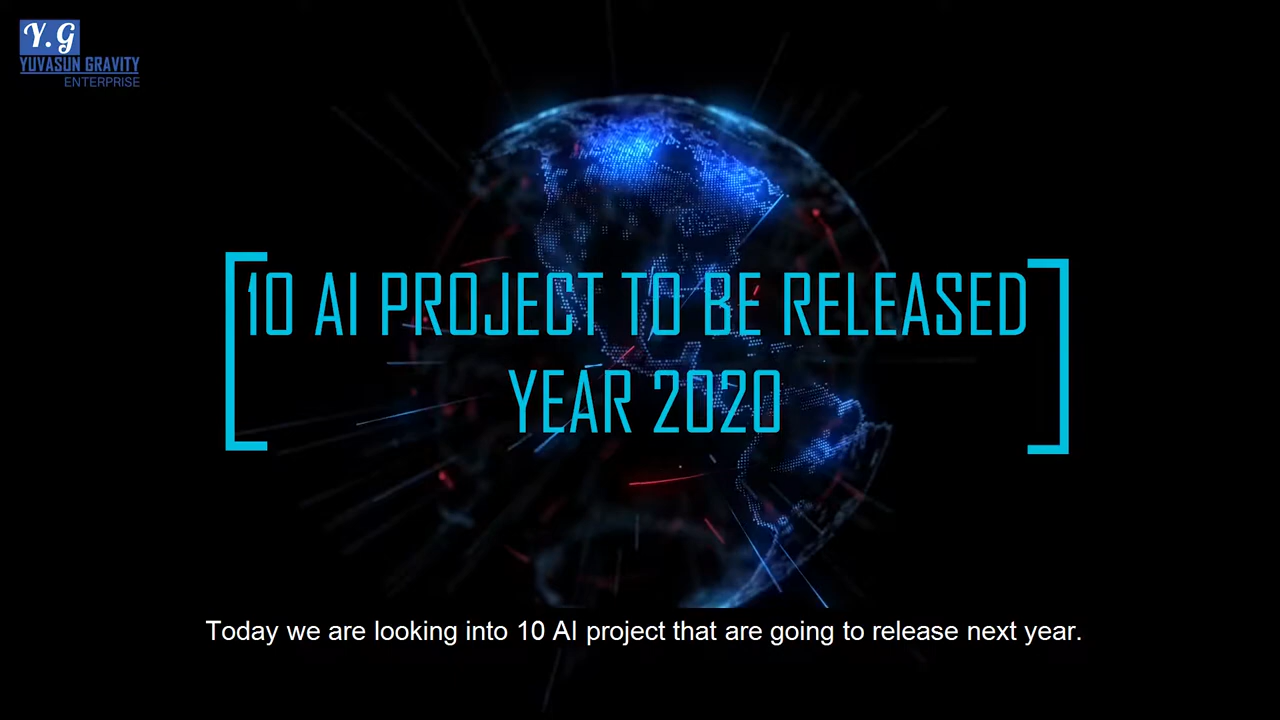 Y.G
YUVASUN GRAVITY
ENTERPRISE
10 AI PROJECT TO BE RELEASED
YEAR 2020
Today we are looking into 10 AI project that are going to release next year.